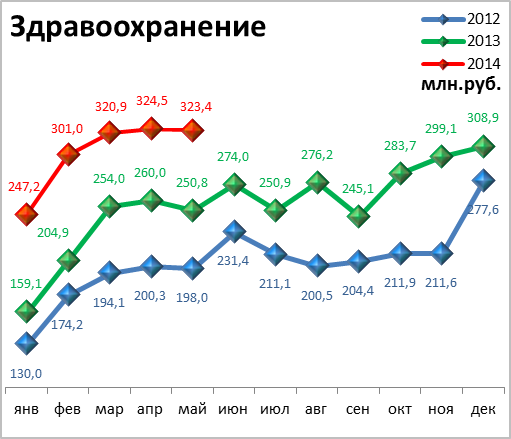 Здравоохранение
2012
2013
2014
млн.руб.
320,9 324,5 323,4
301,0
308,9
299,1
283,7
274,0 276,2
254,0 260,0 250,8 250,9 245,1
247,2
204,9
277,6
231,4
159,1
194,1 200,3 198,0 211,1 200,5 204,4 211,9 211,6
174,2
130,0
янв фев мар апр май июн июл авг сен окт ноя дек